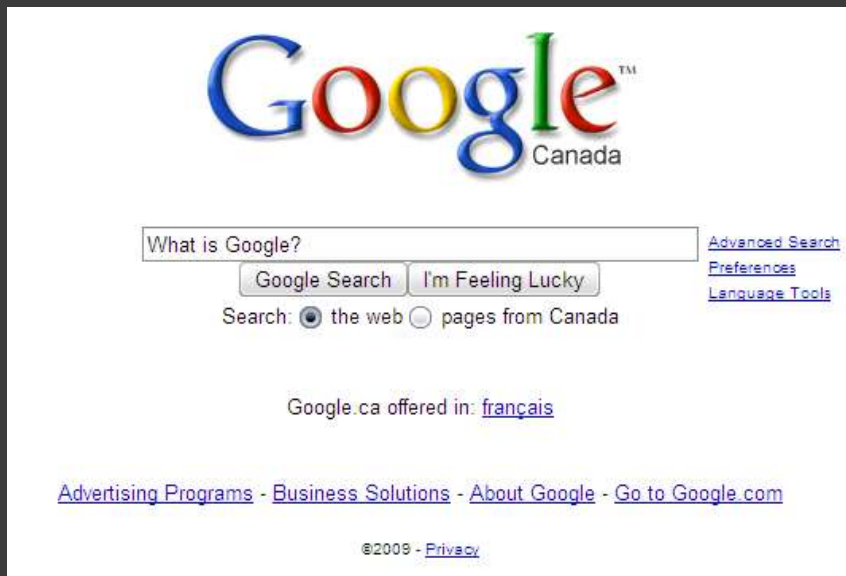 Google™
Canada
What is Google?
Advanced Search
Google Search I'm Feeling Lucky
Preferences
Language Tools
Search: the web pages from Canada
Google.ca offered in: français
Advertising Programs - Business Solutions - About Google - Go to Google.com
©2009 - Privacy